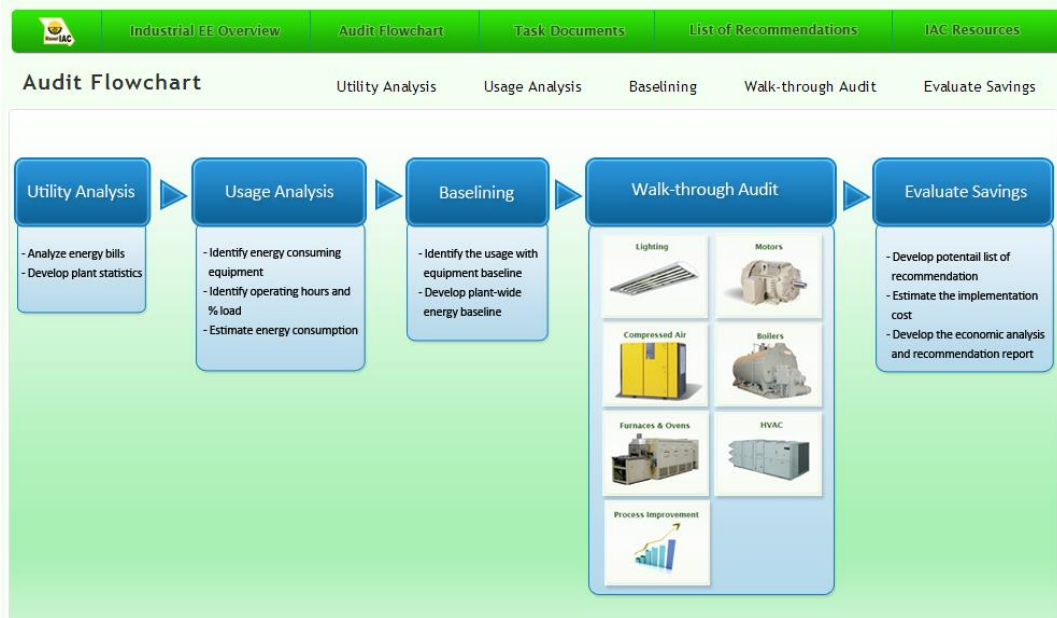 IAC
Industrial EE Overview
Audit Flowchart
Task Documents
List of Recommendations
IAC Resources
Audit Flowchart
Utility Analysis
Usage Analysis
Baselining
Walk-through Audit
Evaluate Savings
Utility Analysis
- Analyze energy bills
- Develop plant statistics
Usage Analysis
- Identify energy consuming
equipment
- Identify operating hours and
% load
- Estimate energy consumption
Baselining
- Identify the usage with
equipment baseline
- Develop plant-wide
energy baseline
Walk-through Audit
Lighting
Motors
Compressed Air
Boilers
Furnaces & Ovens
HVAC
Process Improvement
Evaluate Savings
- Develop potentail list of
recommendation
- Estimate the implementation
cost
- Develop the economic analysis
and recommendation report